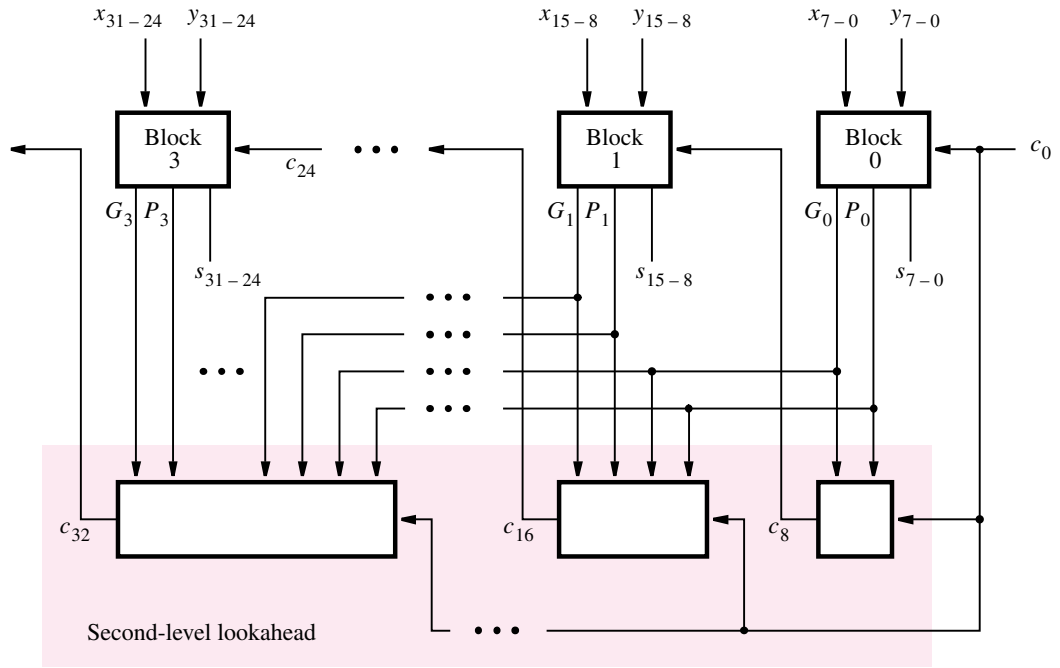 x31 – 24 y31 – 24 x15 – 8 y15 – 8 x7 – 0 y7 – 0
Block
3
c24
• • •
Block
1
Block
0
c0
G3 P3 G1 P1 G0 P0
s31 – 24 s15 – 8 s7 – 0
c32 c16 c8
Second-level lookahead